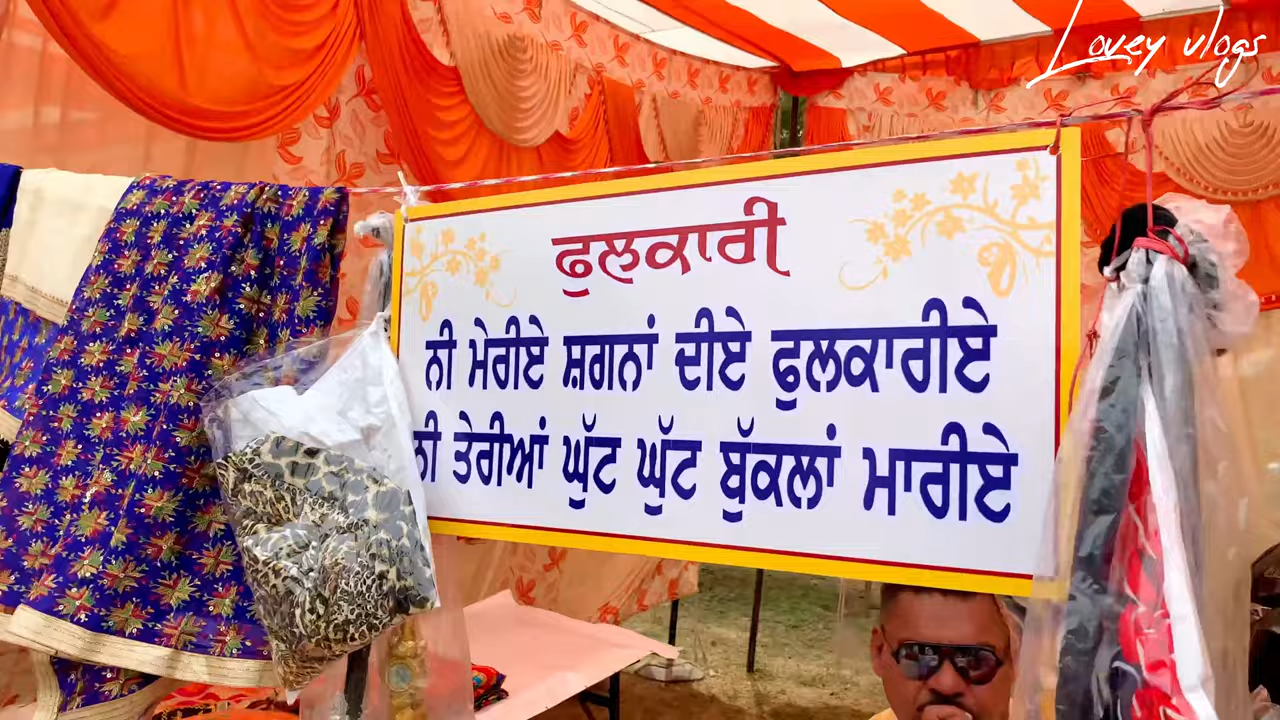 Lovey vlogs
ਫੁਲਕਾਰੀ
ਨੀ ਮੇਰੀਏ ਸ਼ਗਨਾਂ ਦੀਏ ਫੁਲਕਾਰੀਏ
ਨੀ ਤੇਰੀਆਂ ਘੁੱਟ ਘੁੱਟ ਬੁੱਕਲਾਂ ਮਾਰੀਏ